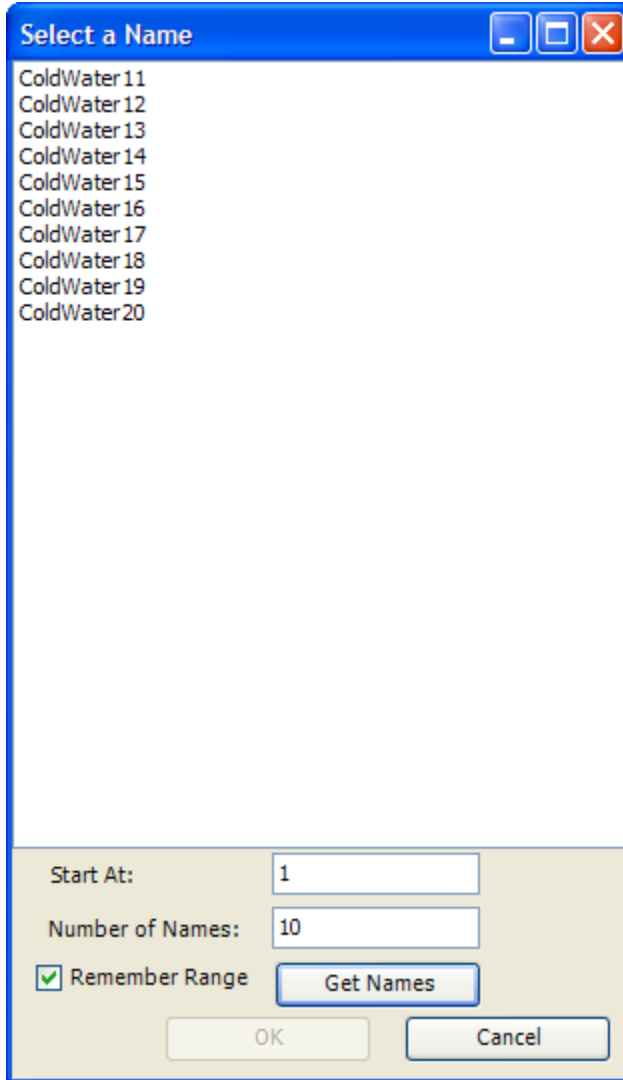 Select a Name
ColdWater11
ColdWater12
ColdWater13
ColdWater14
ColdWater15
ColdWater16
ColdWater17
ColdWater18
ColdWater19
ColdWater20
Start At: 1
Number of Names: 10
Remember Range Get Names
OK Cancel